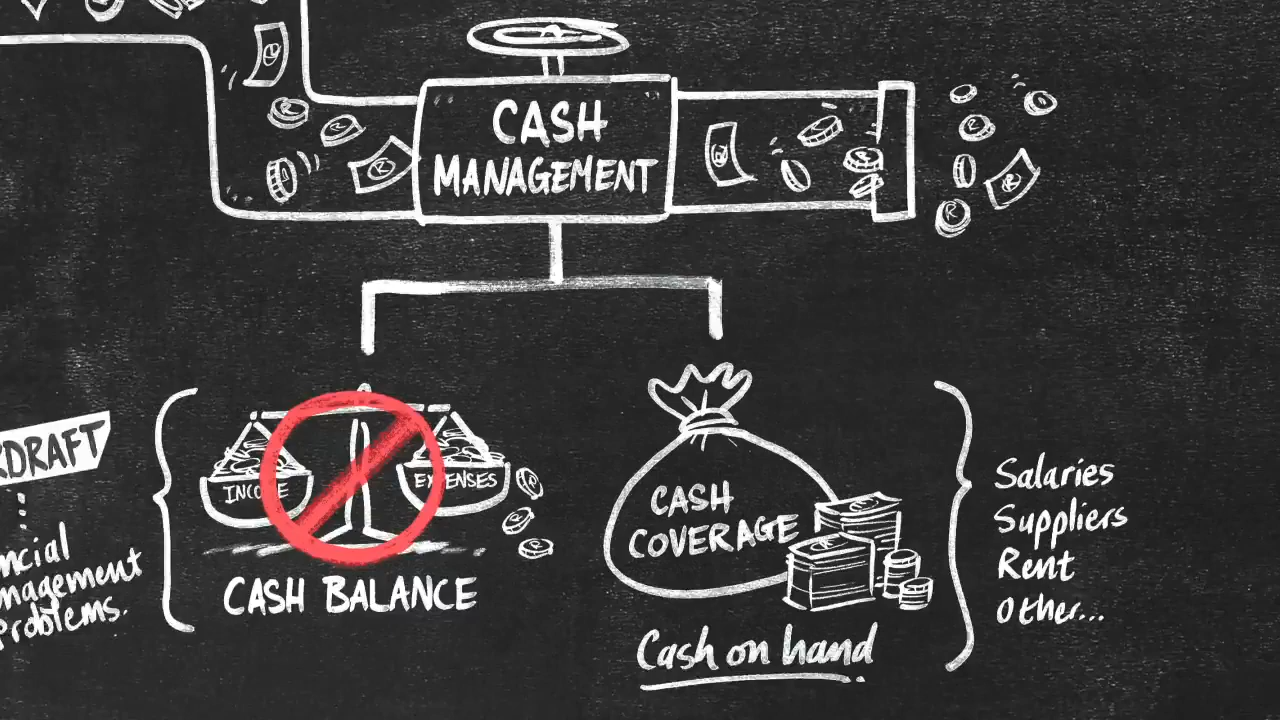 CASH
MANAGEMENT
INCOME
EXPENSES
CASH BALANCE
CASH
COVERAGE
Cash on hand
Salaries
Suppliers
Rent
Other...
RDRAFT
ncial
nagement
problems.